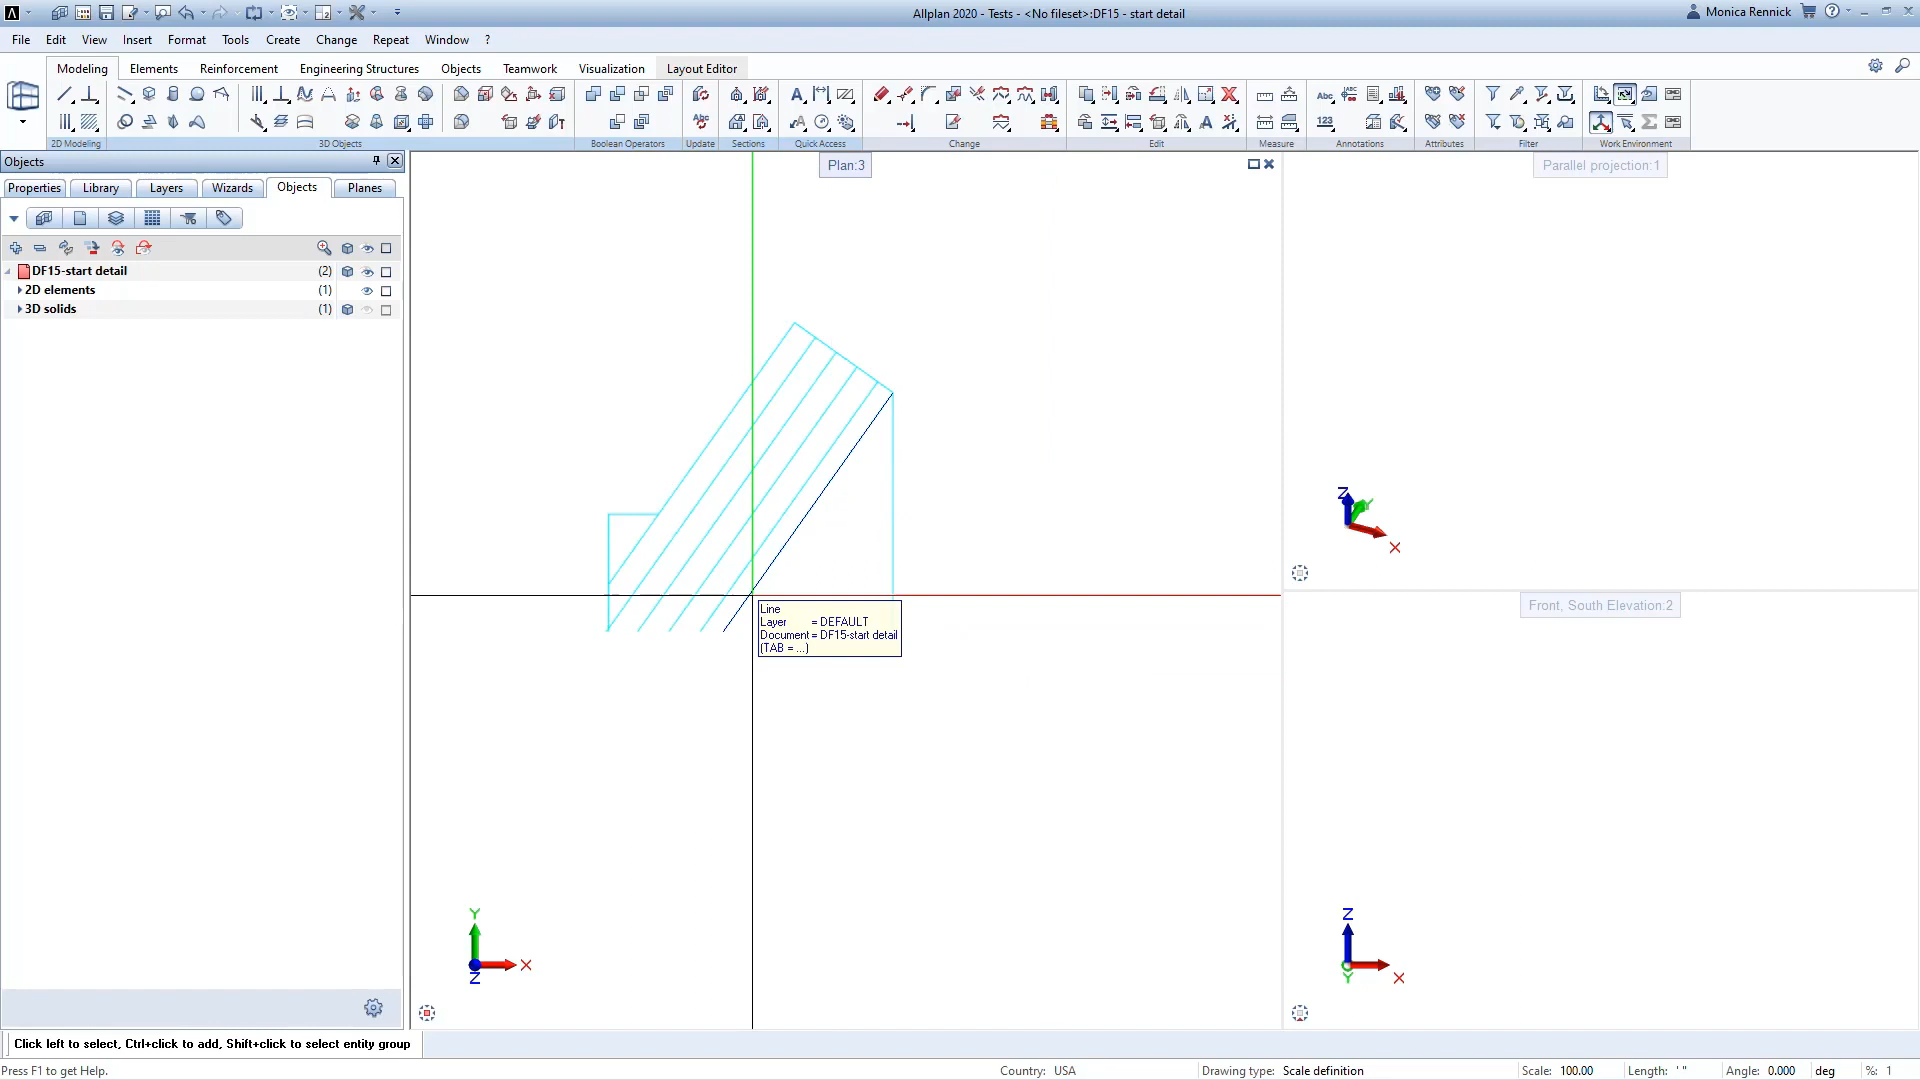 Allplan 2020 - Tests - <No fileset>:DF15 - start detail
Monica Rennick
File Edit View Insert Format Tools Create Change Repeat Window ?
Modeling Elements Reinforcement Engineering Structures Objects Teamwork Visualization Layout Editor
2D Modeling 3D Objects Boolean Operators Update Sections Quick Access Change Edit Measure Annotations Attributes Filter Work Environment
Objects
Properties Library Layers Wizards Objects Planes
DF15-start detail (2)
2D elements (1)
3D solids (1)
Plan:3
Parallel projection:1
Front, South Elevation:2
Line
Layer = DEFAULT
Document = DF15-start detail
(TAB = ...)
Z
Y
X
Y
X
Z
Z
X
Y
Click left to select, Ctrl+click to add, Shift+click to select entity group
Press F1 to get Help.
Country: USA
Drawing type: Scale definition
Scale: 100.00
Length: ' "
Angle: 0.000 deg
%: 1